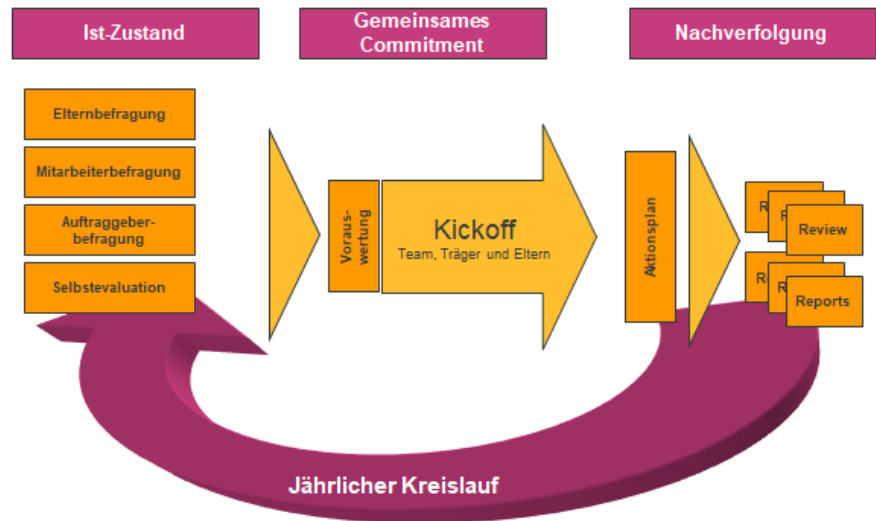 Ist-Zustand
Gemeinsames
Commitment
Nachverfolgung
Elternbefragung
Mitarbeiterbefragung
Auftraggeber-
befragung
Selbstevaluation
Voraus-
wertung
Kickoff
Team, Träger und Eltern
Aktionsplan
R
R
Review
Re
R
Reports
Jährlicher Kreislauf